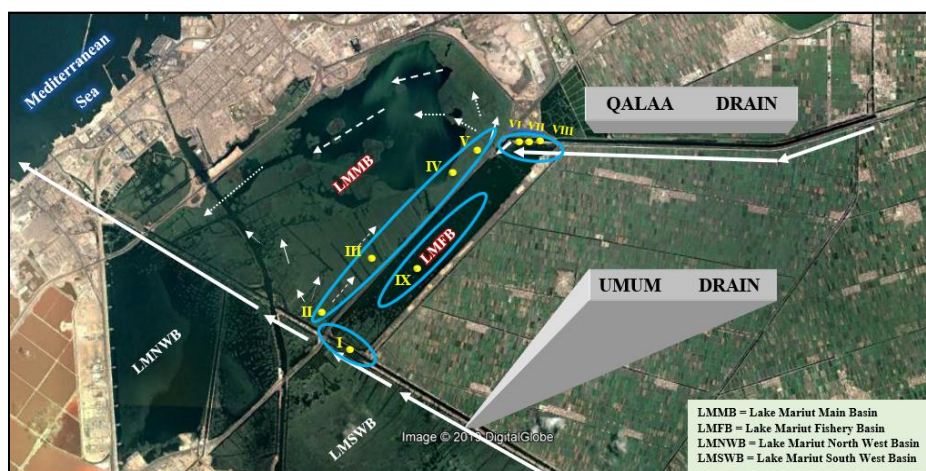 Mediterranean
Sea
QALAA DRAIN
VI VII VIII
V
IV
LMMB
III
LMFB
IX
UMUM DRAIN
II
I
LMNWB
LMSWB
Image © 2019 DigitalGlobe
LMMB = Lake Mariut Main Basin
LMFB = Lake Mariut Fishery Basin
LMNWB = Lake Mariut North West Basin
LMSWB = Lake Mariut South West Basin